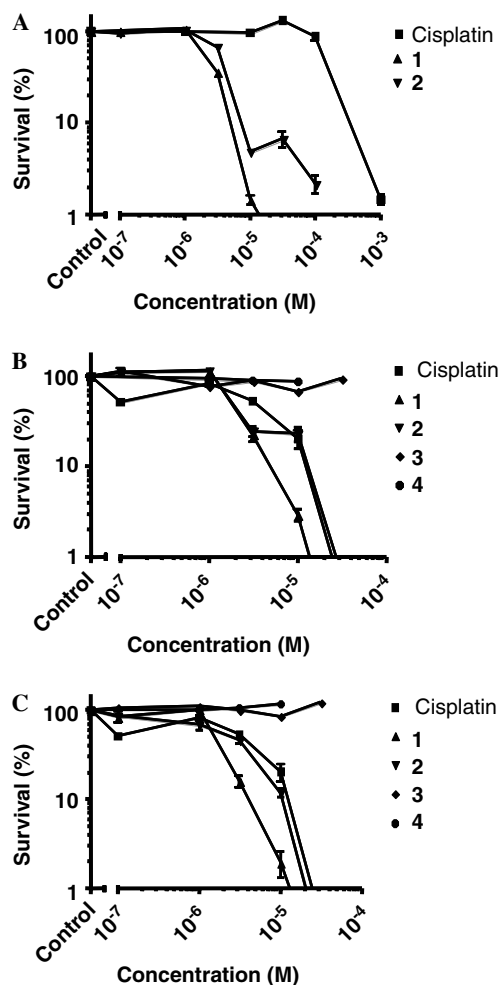 A
100
10
1
Survival (%)
Control
10⁻⁷
10⁻⁶
10⁻⁵
10⁻⁴
10⁻³
Concentration (M)
Cisplatin
1
2
B
100
10
1
Survival (%)
Control
10⁻⁷
10⁻⁶
10⁻⁵
10⁻⁴
Concentration (M)
Cisplatin
1
2
3
4
C
100
10
1
Survival (%)
Control
10⁻⁷
10⁻⁶
10⁻⁵
10⁻⁴
Concentration (M)
Cisplatin
1
2
3
4